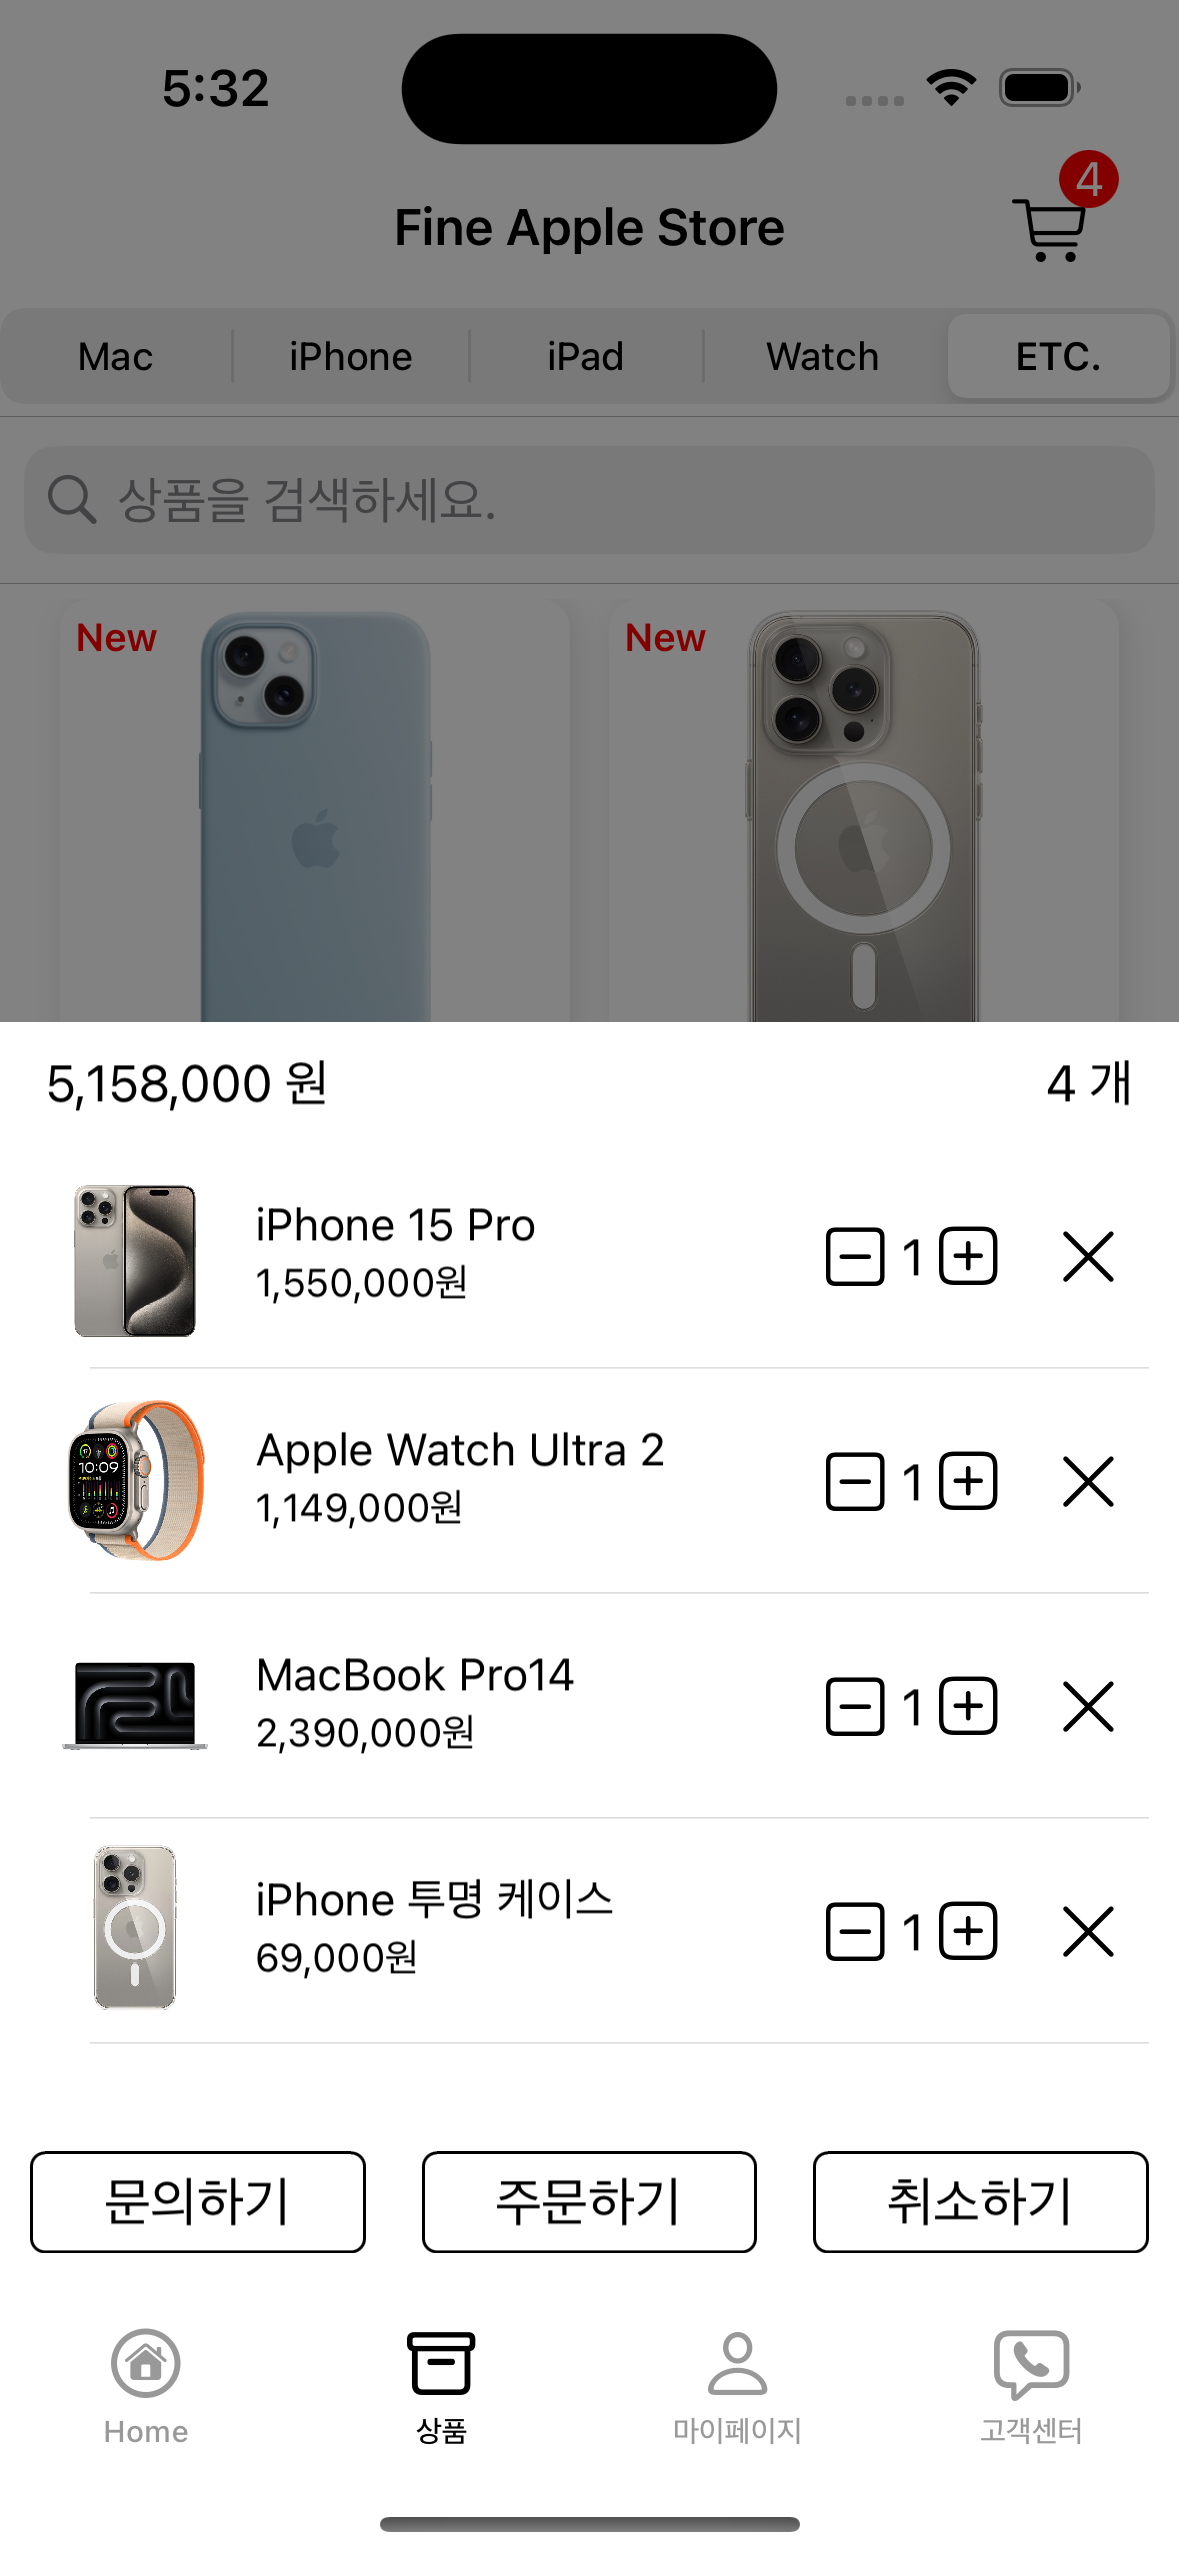 5:32
4
Fine Apple Store
Mac iPhone iPad Watch ETC.
상품을 검색하세요.
New New
5,158,000 원 4 개
iPhone 15 Pro
1,550,000원
1
10:09
Apple Watch Ultra 2
1,149,000원
1
MacBook Pro14
2,390,000원
1
iPhone 투명 케이스
69,000원
1
문의하기 주문하기 취소하기
Home 상품 마이페이지 고객센터